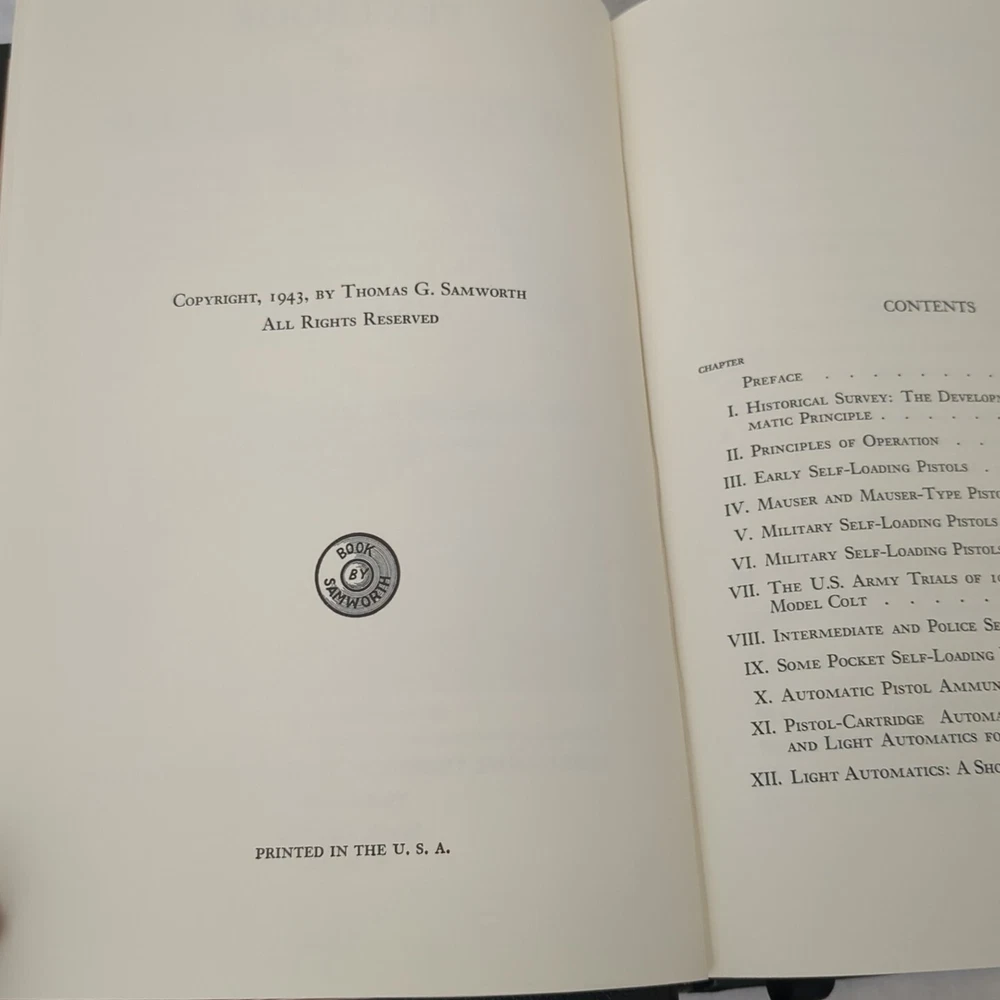 COPYRIGHT, 1943, BY THOMAS G. SAMWORTH
ALL RIGHTS RESERVED
BOOK
BY
SAMWORTH
PRINTED IN THE U. S. A.
CONTENTS
CHAPTER
PREFACE . . . . . . . .
I. HISTORICAL SURVEY: THE
MATIC PRINCIPLE . . . . . .
II. PRINCIPLES OF OPERATION . .
III. EARLY SELF-LOADING PISTOLS .
IV. MAUSER AND MAUSER-TYPE
V. MILITARY SELF-LOADING PISTOLS
VI. MILITARY SELF-LOADING PISTOLS
VII. THE U.S. ARMY TRIALS OF
MODEL COLT . . . . .
VIII. INTERMEDIATE AND POLICE
IX. SOME POCKET SELF-LOADING
X. AUTOMATIC PISTOL
XI. PISTOL-CARTRIDGE
AND LIGHT AUTOMATICS
XII. LIGHT AUTOMATICS: A